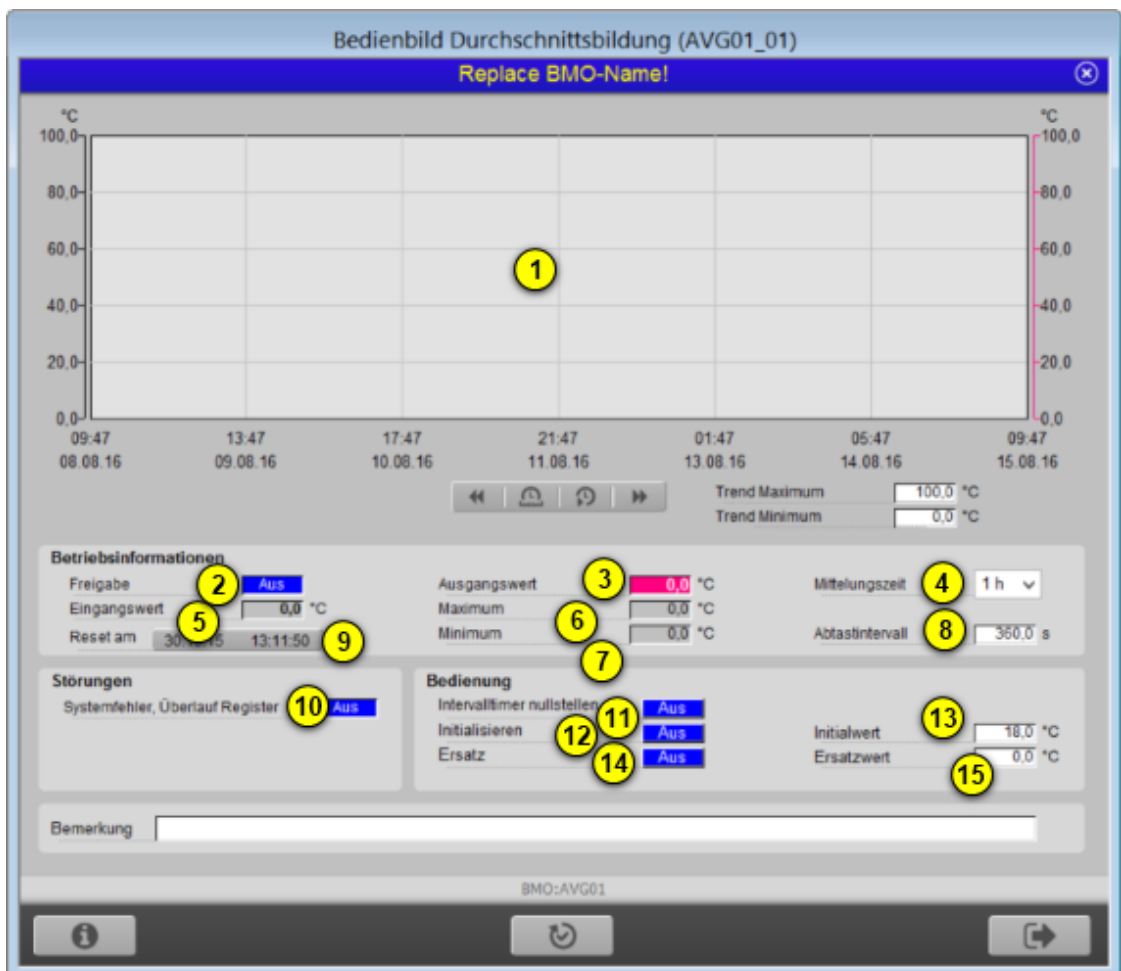 Bedienbild Durchschnittsbildung (AVG01_01)
Replace BMO-Name!
°C °C
100,0 100,0
80,0 80,0
60,0 60,0
1
40,0 40,0
20,0 20,0
0,0 0,0
09:47 13:47 17:47 21:47 01:47 05:47 09:47
08.08.16 09.08.16 10.08.16 11.08.16 13.08.16 14.08.16 15.08.16
Trend Maximum 100,0 °C
Trend Minimum 0,0 °C
Betriebsinformationen
Freigabe 2 Aus Ausgangswert 3 0,0 °C Mittelungszeit 4 1 h
Eingangswert 5 0,0 °C Maximum 6 0,0 °C
Reset am 13:11:50 9 Minimum 7 0,0 °C Abtastintervall 8 360,0 s
Störungen
Systemfehler, Überlauf Register 10 Aus
Bedienung
Intervalltimer nullstellen 11 Aus
Initialisieren 12 Aus Initialwert 13 18,0 °C
Ersatz 14 Aus Ersatzwert 15 0,0 °C
Bemerkung
BMO:AVG01